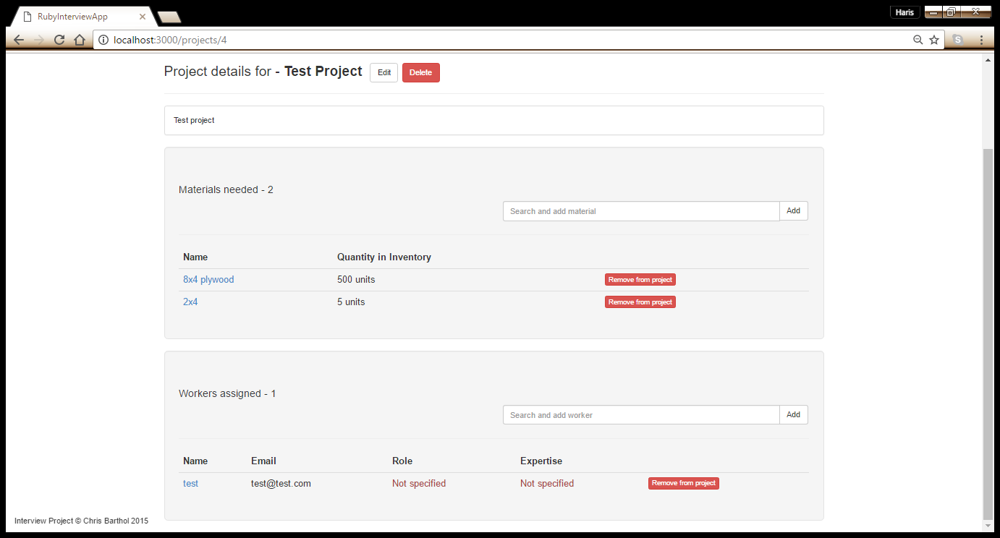 RubyInterviewApp
Haris
localhost:3000/projects/4
S
Project details for - Test Project Edit Delete
Test project
Materials needed - 2
Search and add material Add
Name Quantity in Inventory
8x4 plywood 500 units Remove from project
2x4 5 units Remove from project
Workers assigned - 1
Search and add worker Add
Name Email Role Expertise
test test@test.com Not specified Not specified Remove from project
Interview Project © Chris Barthol 2015